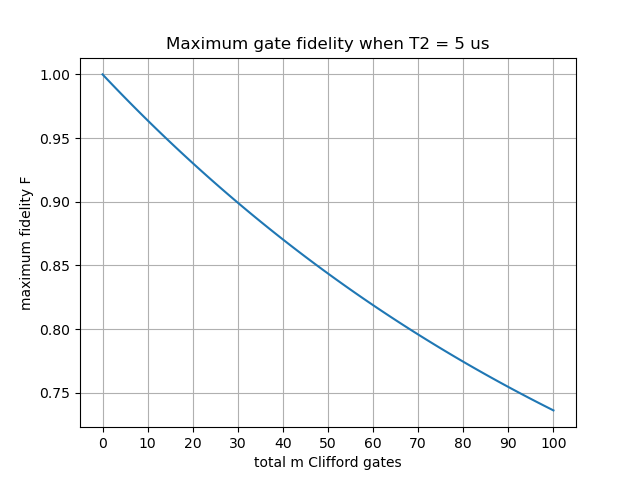 Maximum gate fidelity when T2 = 5 us
1.00
0.95
0.90
0.85
0.80
0.75
maximum fidelity F
0 10 20 30 40 50 60 70 80 90 100
total m Clifford gates